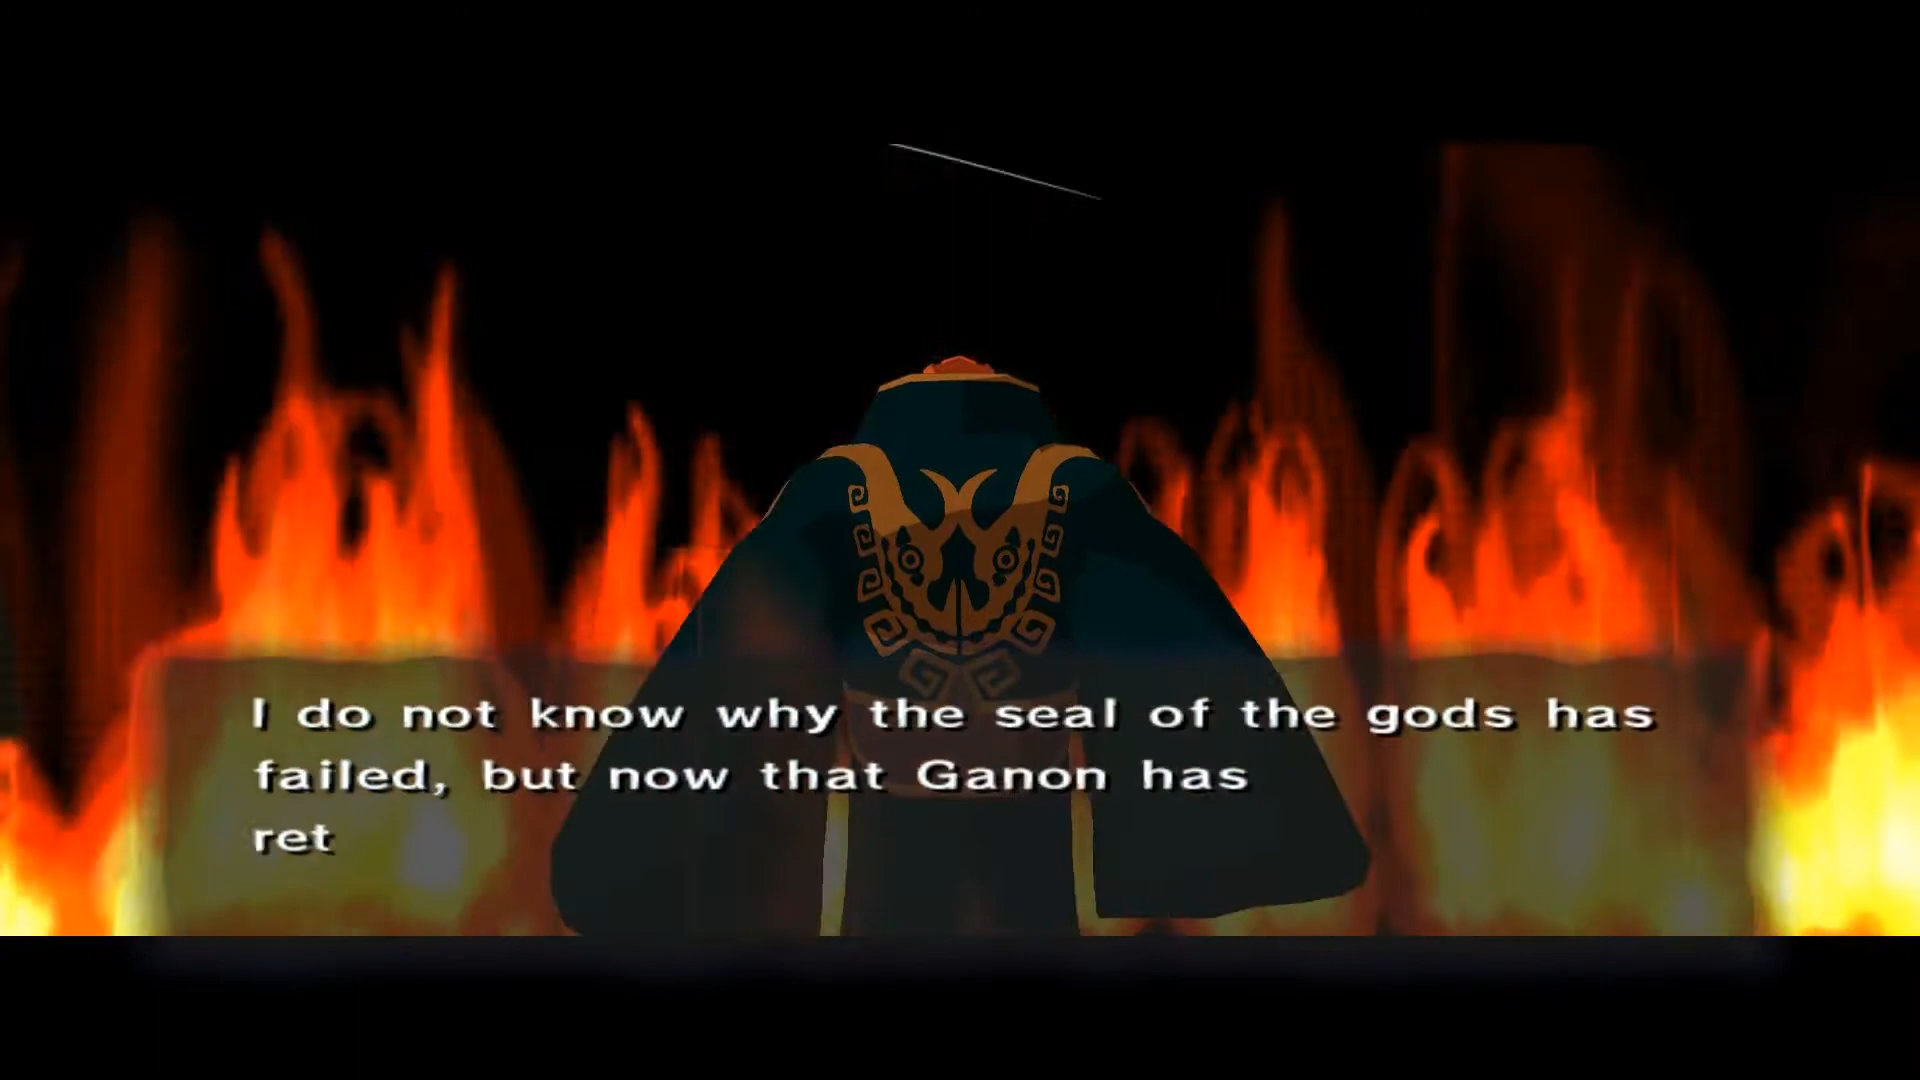 I do not know why the seal of the gods has
failed, but now that Ganon has
ret